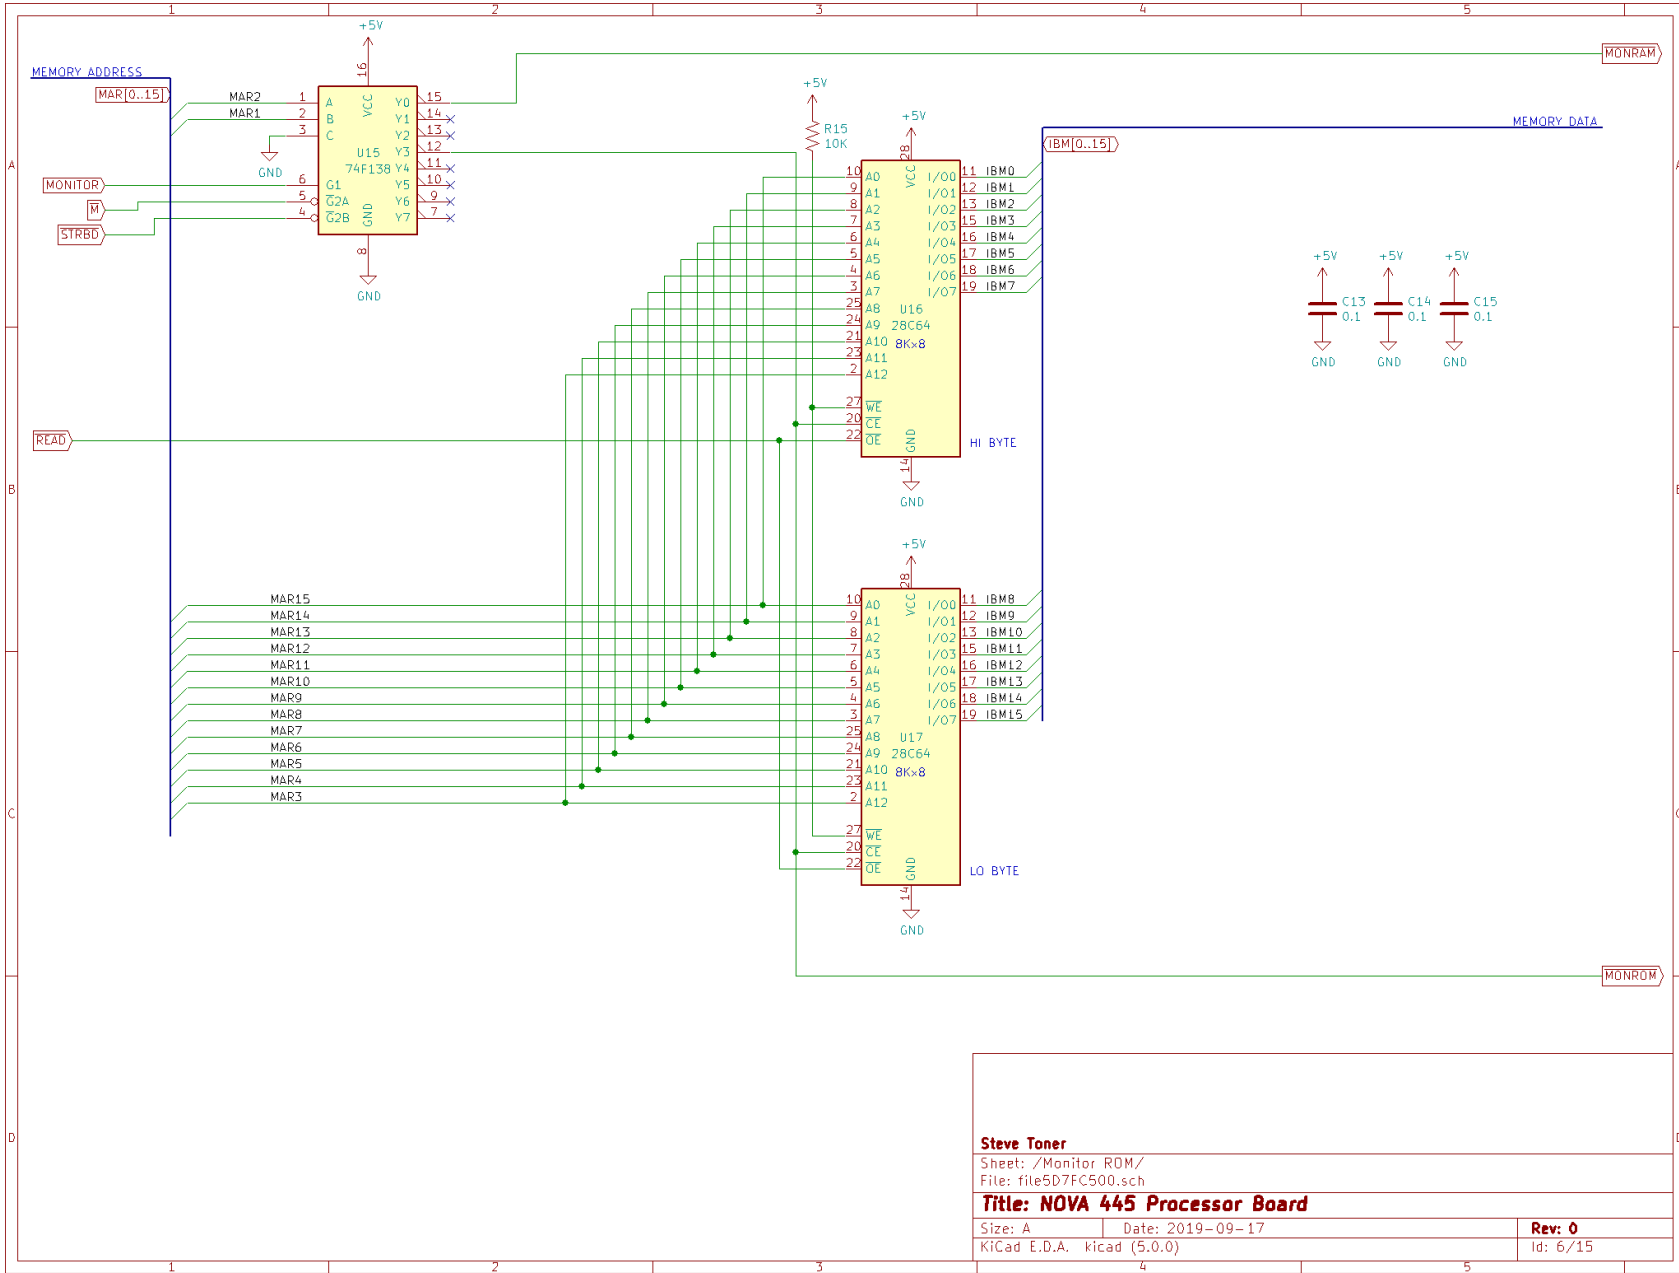 1 2 3 4 5
A
B
C
D
MEMORY ADDRESS
MAR[0..15]
MAR2
MAR1
GND
MONITOR
M
STRBD
READ
+5V
16
1 A VCC Y0 15
2 B Y1 14
3 C Y2 13
U15 Y3 12
74F138 Y4 11
6 G1 Y5 10
5 G2A Y6 9
4 G2B GND Y7 7
8
GND
MONRAM
+5V
R15
10K
+5V
28
10 A0 VCC I/O0 11 IBM0
9 A1 I/O1 12 IBM1
8 A2 I/O2 13 IBM2
7 A3 I/O3 15 IBM3
6 A4 I/O4 16 IBM4
5 A5 I/O5 17 IBM5
4 A6 I/O6 18 IBM6
3 A7 I/O7 19 IBM7
25 A8 U16
24 A9 28C64
21 A10 8Kx8
23 A11
2 A12
27 WE
20 CE
22 OE GND
HI BYTE
14
GND
MEMORY DATA
IBM[0..15]
+5V +5V +5V
C13 C14 C15
0.1 0.1 0.1
GND GND GND
+5V
28
MAR15 10 A0 VCC I/O0 11 IBM8
MAR14 9 A1 I/O1 12 IBM9
MAR13 8 A2 I/O2 13 IBM10
MAR12 7 A3 I/O3 15 IBM11
MAR11 6 A4 I/O4 16 IBM12
MAR10 5 A5 I/O5 17 IBM13
MAR9 4 A6 I/O6 18 IBM14
MAR8 3 A7 I/O7 19 IBM15
MAR7 25 A8 U17
MAR6 24 A9 28C64
MAR5 21 A10 8Kx8
MAR4 23 A11
MAR3 2 A12
27 WE
20 CE
22 OE GND
LO BYTE
14
GND
MONROM
Steve Toner
Sheet: /Monitor ROM/
File: file5D7FC500.sch
Title: NOVA 445 Processor Board
Size: A Date: 2019-09-17 Rev: 0
KiCad E.D.A. kicad (5.0.0) Id: 6/15
1 2 3 4 5